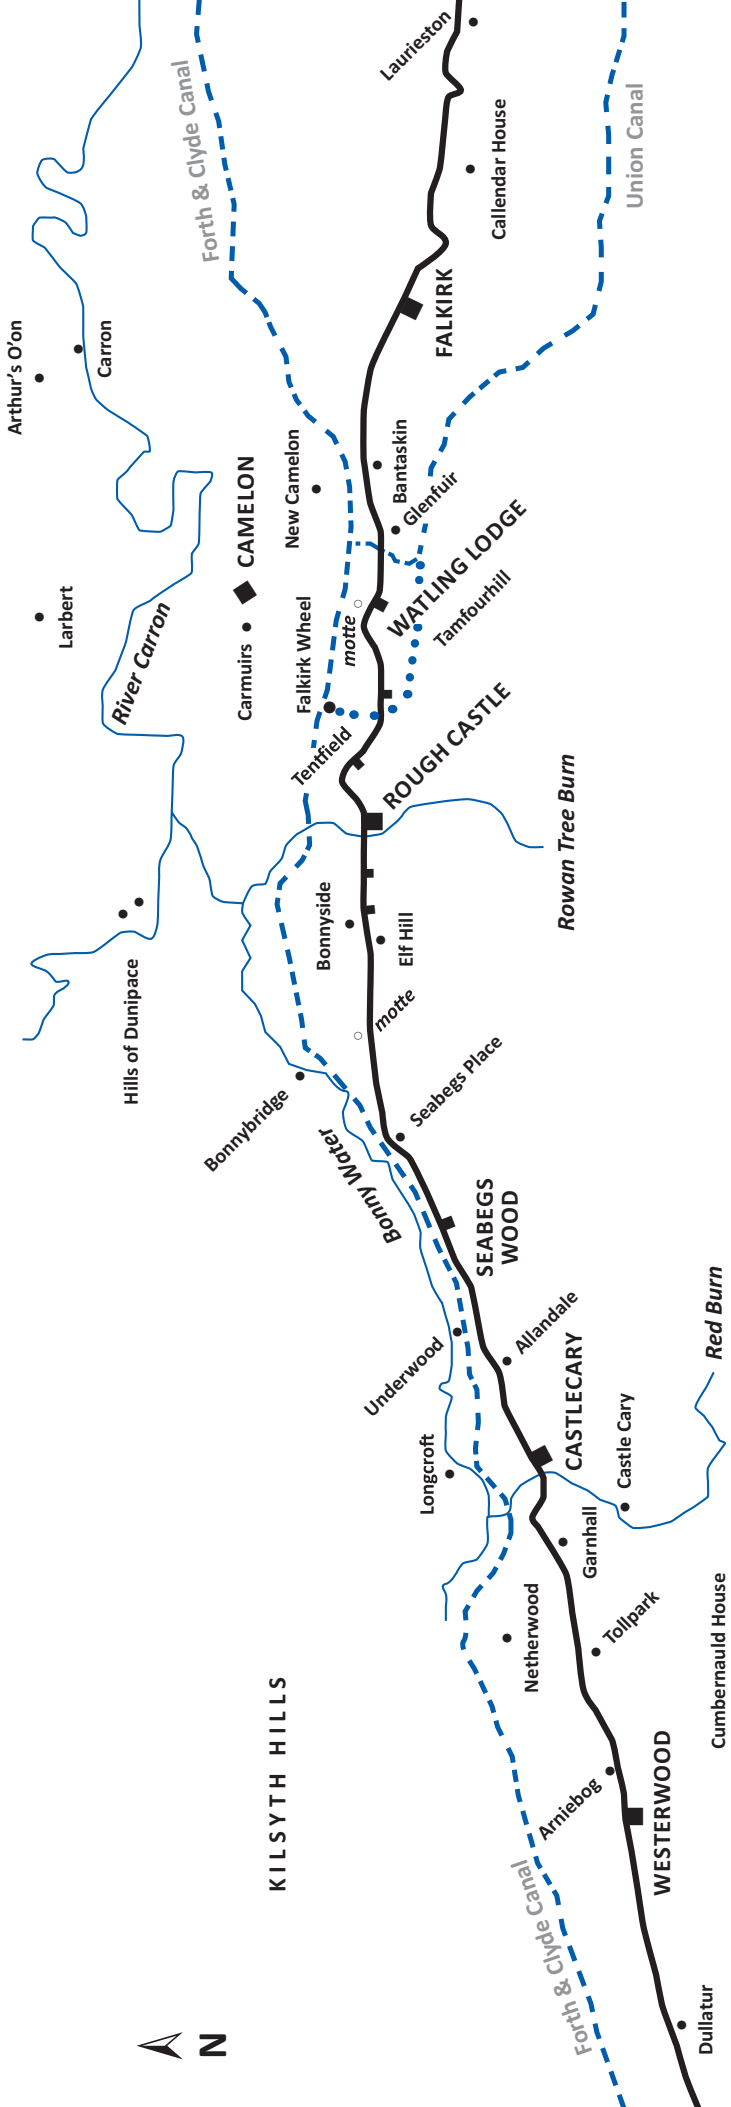 Arthur's O'on
Carron
Larbert
River Carron
Hills of Dunipace
Forth & Clyde Canal
CAMELON
Carmuirs
New Camelon
Falkirk Wheel
motte
Tentfield
Laurieston
Callendar House
Union Canal
FALKIRK
Bantaskin
Glenfuir
WATLING LODGE
Tamfourhill
ROUGH CASTLE
Rowan Tree Burn
Bonnyside
Elf Hill
motte
Bonnybridge
Seabegs Place
Bonny Water
SEABEGS
WOOD
Underwood
Allandale
Longcroft
CASTLECARY
Castle Cary
Red Burn
Garnhall
Netherwood
Tollpark
Cumbernauld House
KILSYTH HILLS
Arniebog
WESTERWOOD
Forth & Clyde Canal
Dullatur
N